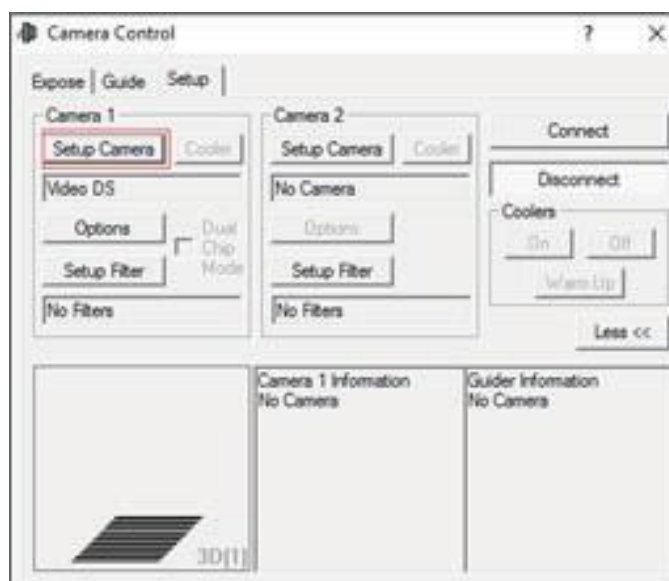 Camera Control ? X
Expose Guide Setup
Camera 1
Setup Camera Cooler
Video DS
Options
Dual Chip Mode
Setup Filter
No Filters
Camera 2
Setup Camera Cooler
No Camera
Options
Setup Filter
No Filters
Connect
Disconnect
Coolers
On Off
Warm Up
Less <<
3D[1]
Camera 1 Information
No Camera
Guider Information
No Camera